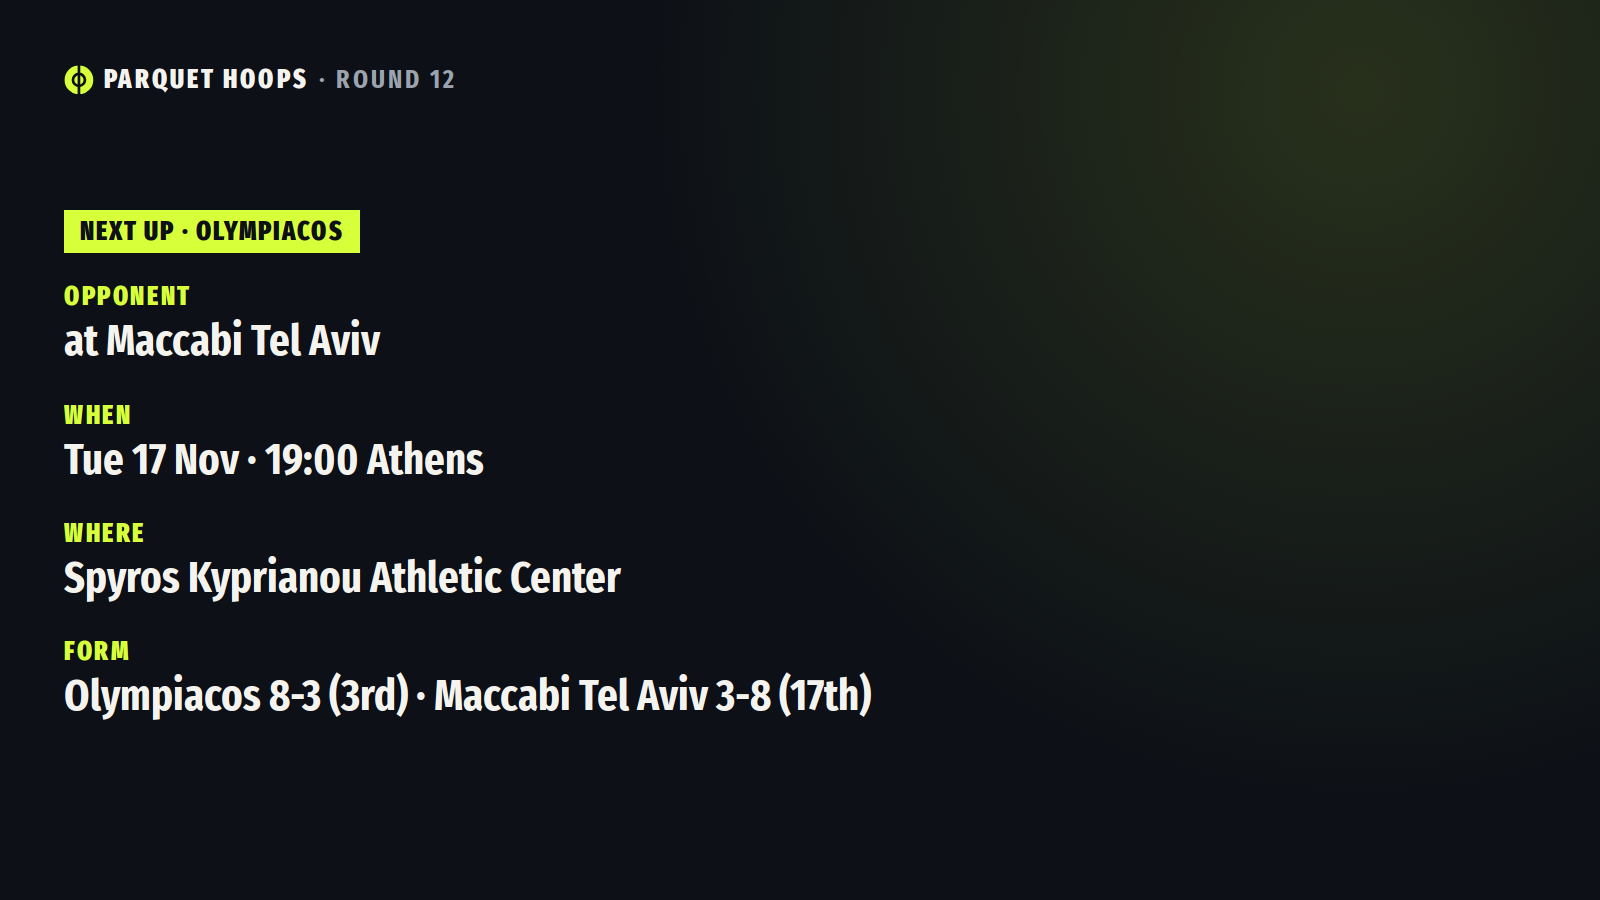 PARQUET HOOPS · ROUND 12
NEXT UP · OLYMPIACOS
OPPONENT
at Maccabi Tel Aviv
WHEN
Tue 17 Nov · 19:00 Athens
WHERE
Spyros Kyprianou Athletic Center
FORM
Olympiacos 8-3 (3rd) · Maccabi Tel Aviv 3-8 (17th)